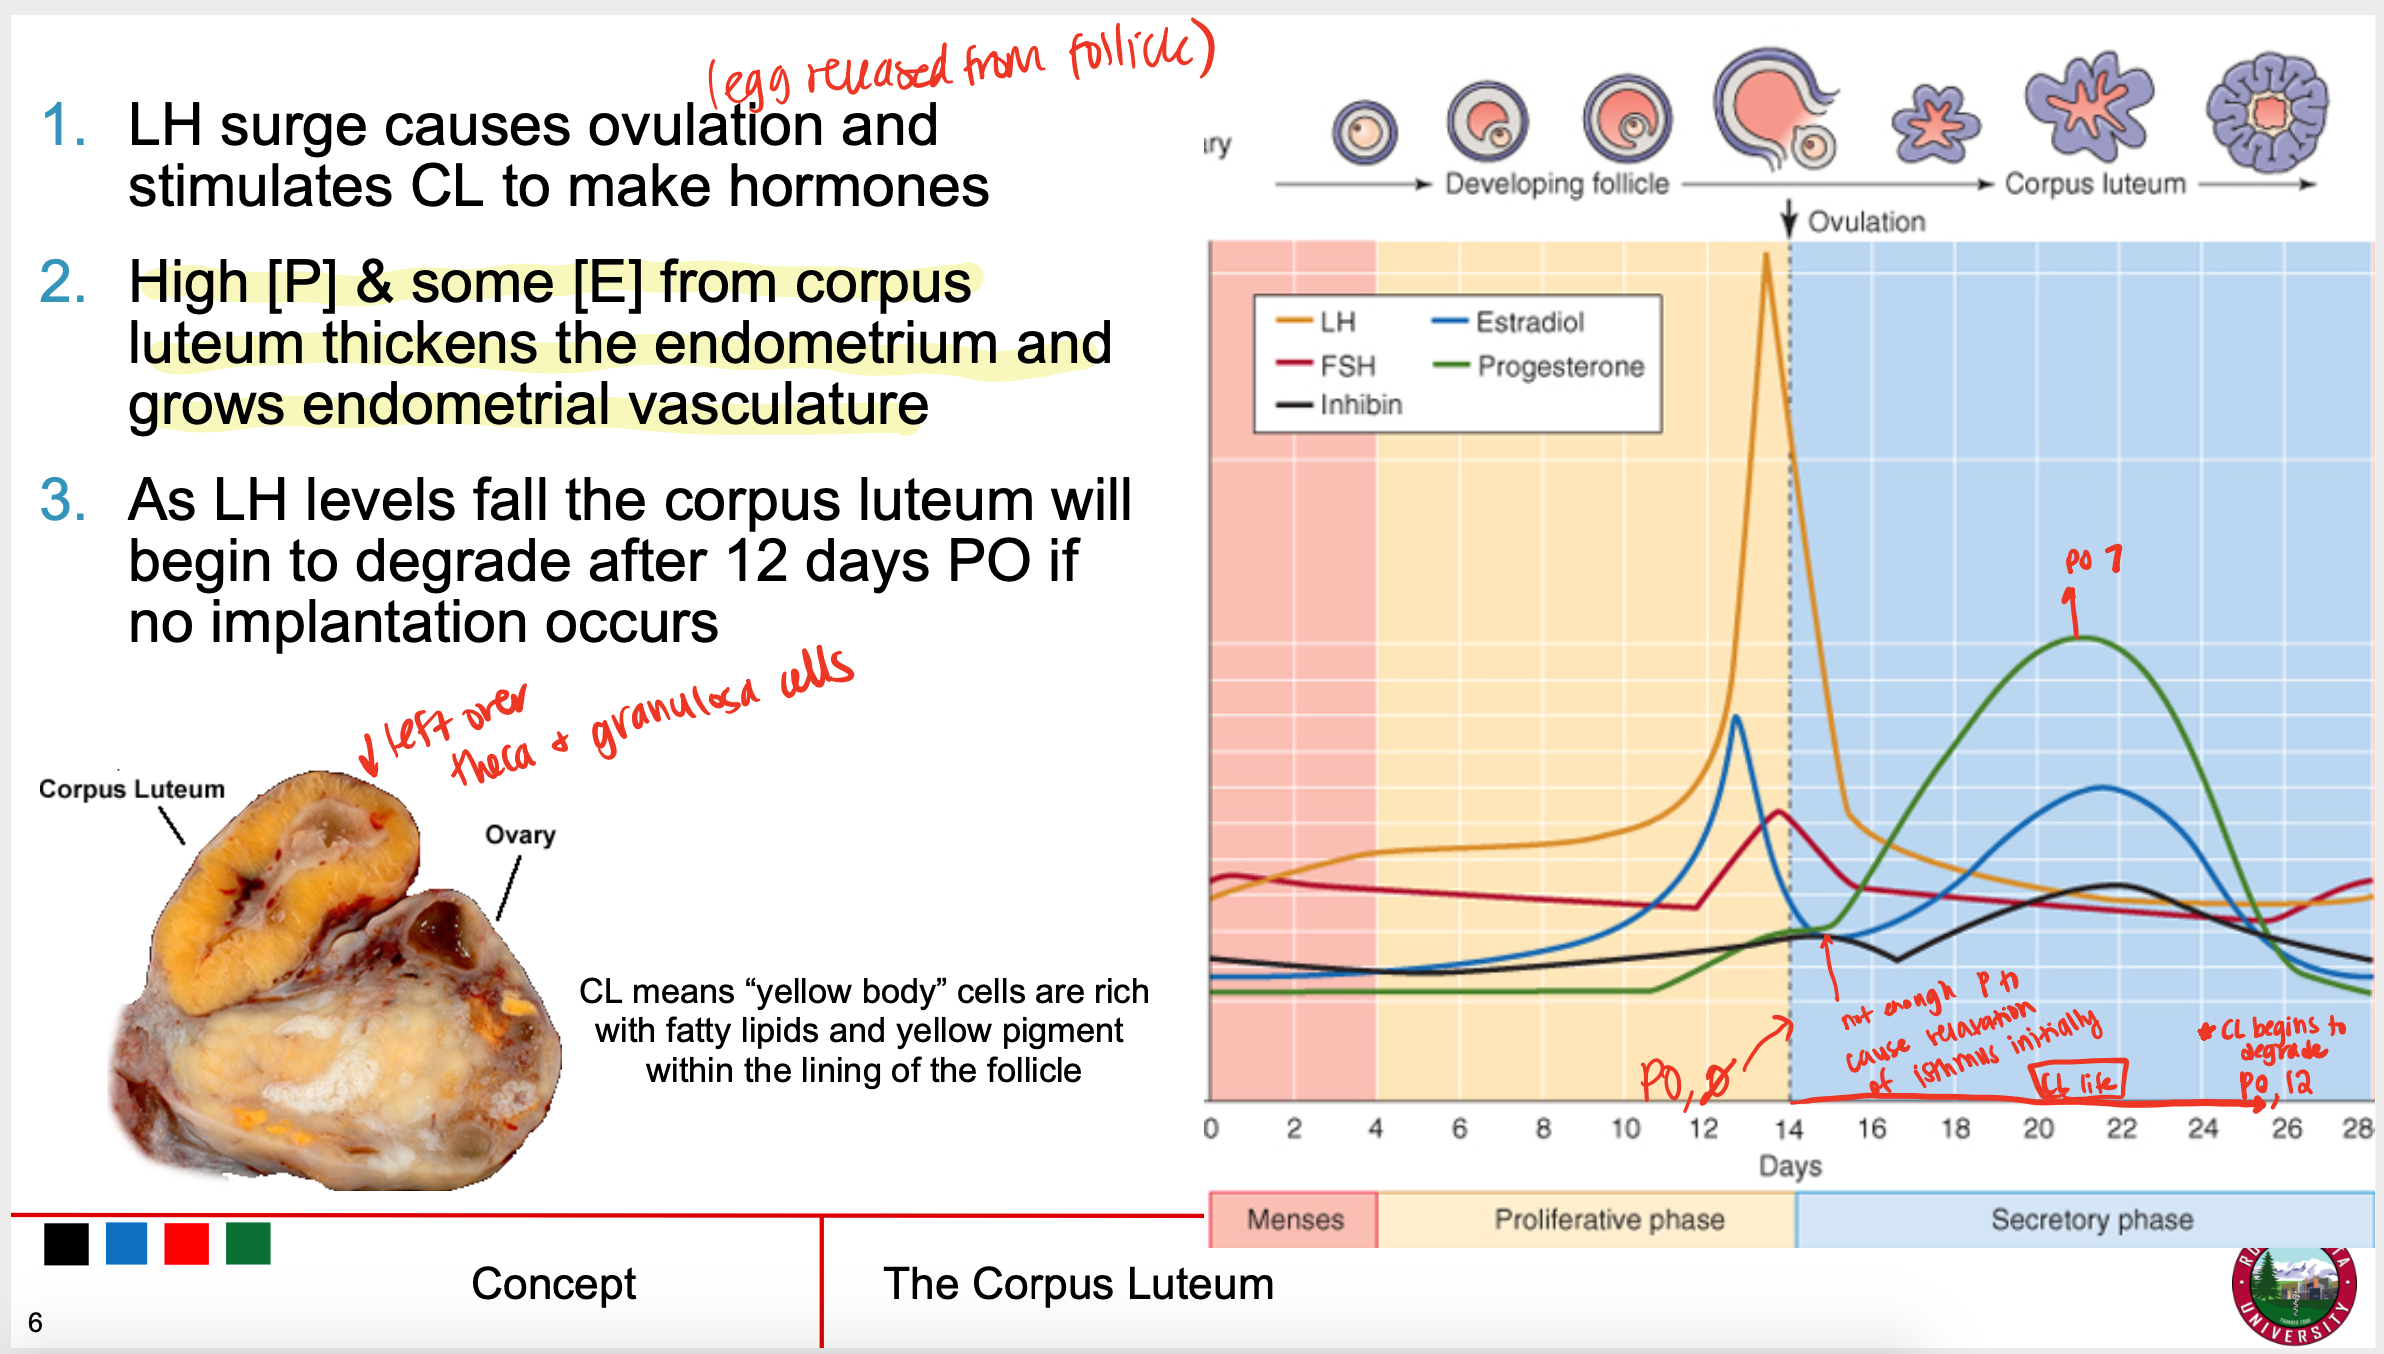 (egg released from follicle)
1. LH surge causes ovulation and
stimulates CL to make hormones
2. High [P] & some [E] from corpus
luteum thickens the endometrium and
grows endometrial vasculature
3. As LH levels fall the corpus luteum will
begin to degrade after 12 days PO if
no implantation occurs
left over
theca & granulosa cells
Corpus Luteum
Ovary
CL means “yellow body” cells are rich
with fatty lipids and yellow pigment
within the lining of the follicle
ary
Developing follicle
Corpus luteum
Ovulation
LH
Estradiol
FSH
Progesterone
Inhibin
PO 7
not enough P to
cause relaxation
of isthmus initially
PO,
CL life
* CL begins to
degrade
PO, 12
0 2 4 6 8 10 12 14 16 18 20 22 24 26 28
Days
Menses
Proliferative phase
Secretory phase
Concept
The Corpus Luteum
6
UNIVERSITY